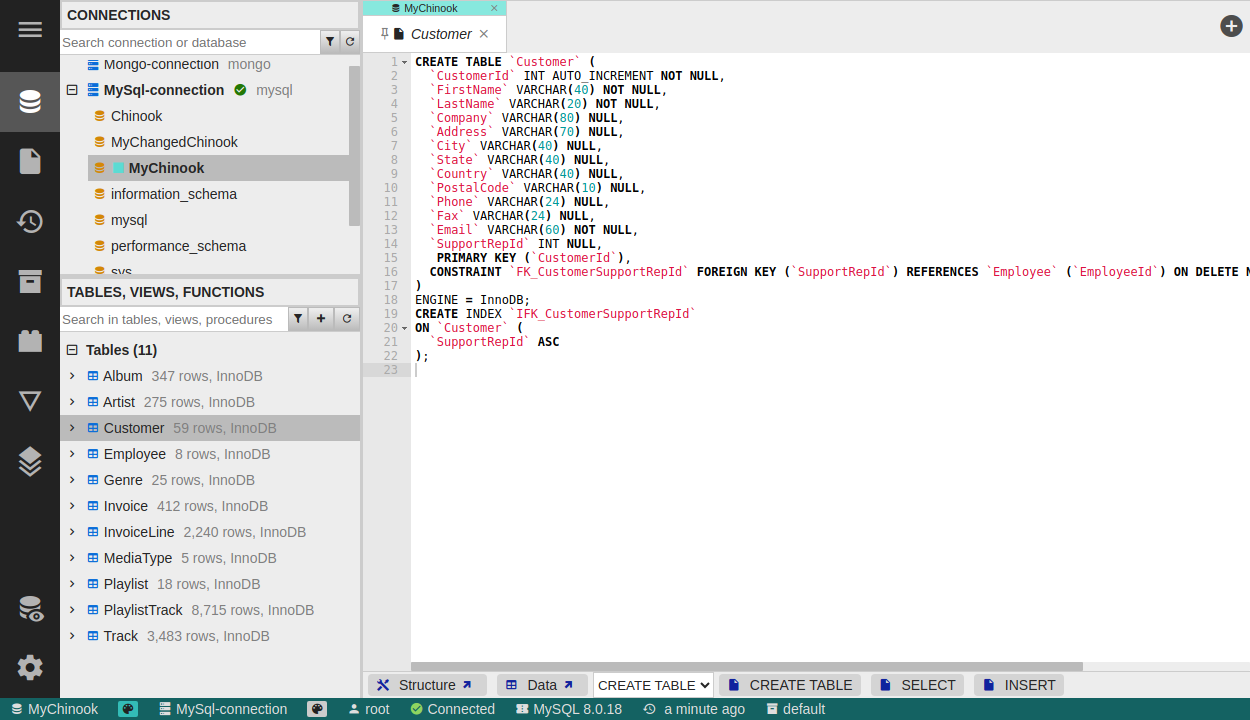 CONNECTIONS
Search connection or database
Mongo-connection mongo
MySql-connection mysql
Chinook
MyChangedChinook
MyChinook
information_schema
mysql
performance_schema
sys
TABLES, VIEWS, FUNCTIONS
Search in tables, views, procedures
Tables (11)
Album 347 rows, InnoDB
Artist 275 rows, InnoDB
Customer 59 rows, InnoDB
Employee 8 rows, InnoDB
Genre 25 rows, InnoDB
Invoice 412 rows, InnoDB
InvoiceLine 2,240 rows, InnoDB
MediaType 5 rows, InnoDB
Playlist 18 rows, InnoDB
PlaylistTrack 8,715 rows, InnoDB
Track 3,483 rows, InnoDB
MyChinook
Customer
1 CREATE TABLE `Customer` (
2 `CustomerId` INT AUTO_INCREMENT NOT NULL,
3 `FirstName` VARCHAR(40) NOT NULL,
4 `LastName` VARCHAR(20) NOT NULL,
5 `Company` VARCHAR(80) NULL,
6 `Address` VARCHAR(70) NULL,
7 `City` VARCHAR(40) NULL,
8 `State` VARCHAR(40) NULL,
9 `Country` VARCHAR(40) NULL,
10 `PostalCode` VARCHAR(10) NULL,
11 `Phone` VARCHAR(24) NULL,
12 `Fax` VARCHAR(24) NULL,
13 `Email` VARCHAR(60) NOT NULL,
14 `SupportRepId` INT NULL,
15 PRIMARY KEY (`CustomerId`),
16 CONSTRAINT `FK_CustomerSupportRepId` FOREIGN KEY (`SupportRepId`) REFERENCES `Employee` (`EmployeeId`) ON DELETE
17 )
18 ENGINE = InnoDB;
19 CREATE INDEX `IFK_CustomerSupportRepId`
20 ON `Customer` (
21 `SupportRepId` ASC
22 );
23
Structure Data CREATE TABLE CREATE TABLE SELECT INSERT
MyChinook MySql-connection root Connected MySQL 8.0.18 a minute ago default